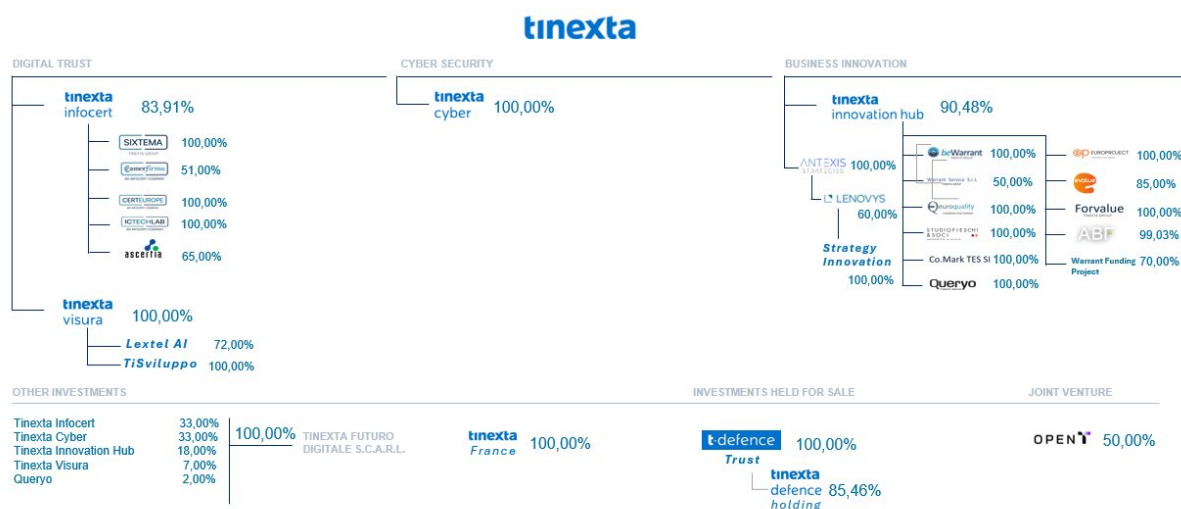 tinexta
DIGITAL TRUST
tinexta
infocert
83,91%
SIXTEMA
100,00%
Camerfirma
51,00%
CERTEUROPE
100,00%
ICTECHLAB
100,00%
ascertia
65,00%
tinexta
visura
100,00%
Lextel AI
72,00%
TiSviluppo
100,00%
CYBER SECURITY
tinexta
cyber
100,00%
BUSINESS INNOVATION
tinexta
innovation hub
90,48%
ANTEXIS
STRATEGIES
100,00%
LENOVYS
60,00%
Strategy
Innovation
100,00%
beWarrant
100,00%
Warrant Service S.r.l.
50,00%
euroquality
100,00%
STUDIOFIESCHI
&SOCI
100,00%
Co.Mark TES Sl
100,00%
Queryo
100,00%
EUROPROJECT
100,00%
evalue
85,00%
Forvalue
100,00%
ABF
99,03%
Warrant Funding
Project
70,00%
OTHER INVESTMENTS
Tinexta Infocert 33,00%
Tinexta Cyber 33,00%
Tinexta Innovation Hub 18,00%
Tinexta Visura 7,00%
Queryo 2,00%
100,00%
TINEXTA FUTURO
DIGITALE S.C.A.R.L.
tinexta
France
100,00%
INVESTMENTS HELD FOR SALE
t-defence
Trust
100,00%
tinexta
defence
holding
85,46%
JOINT VENTURE
OPENT
50,00%